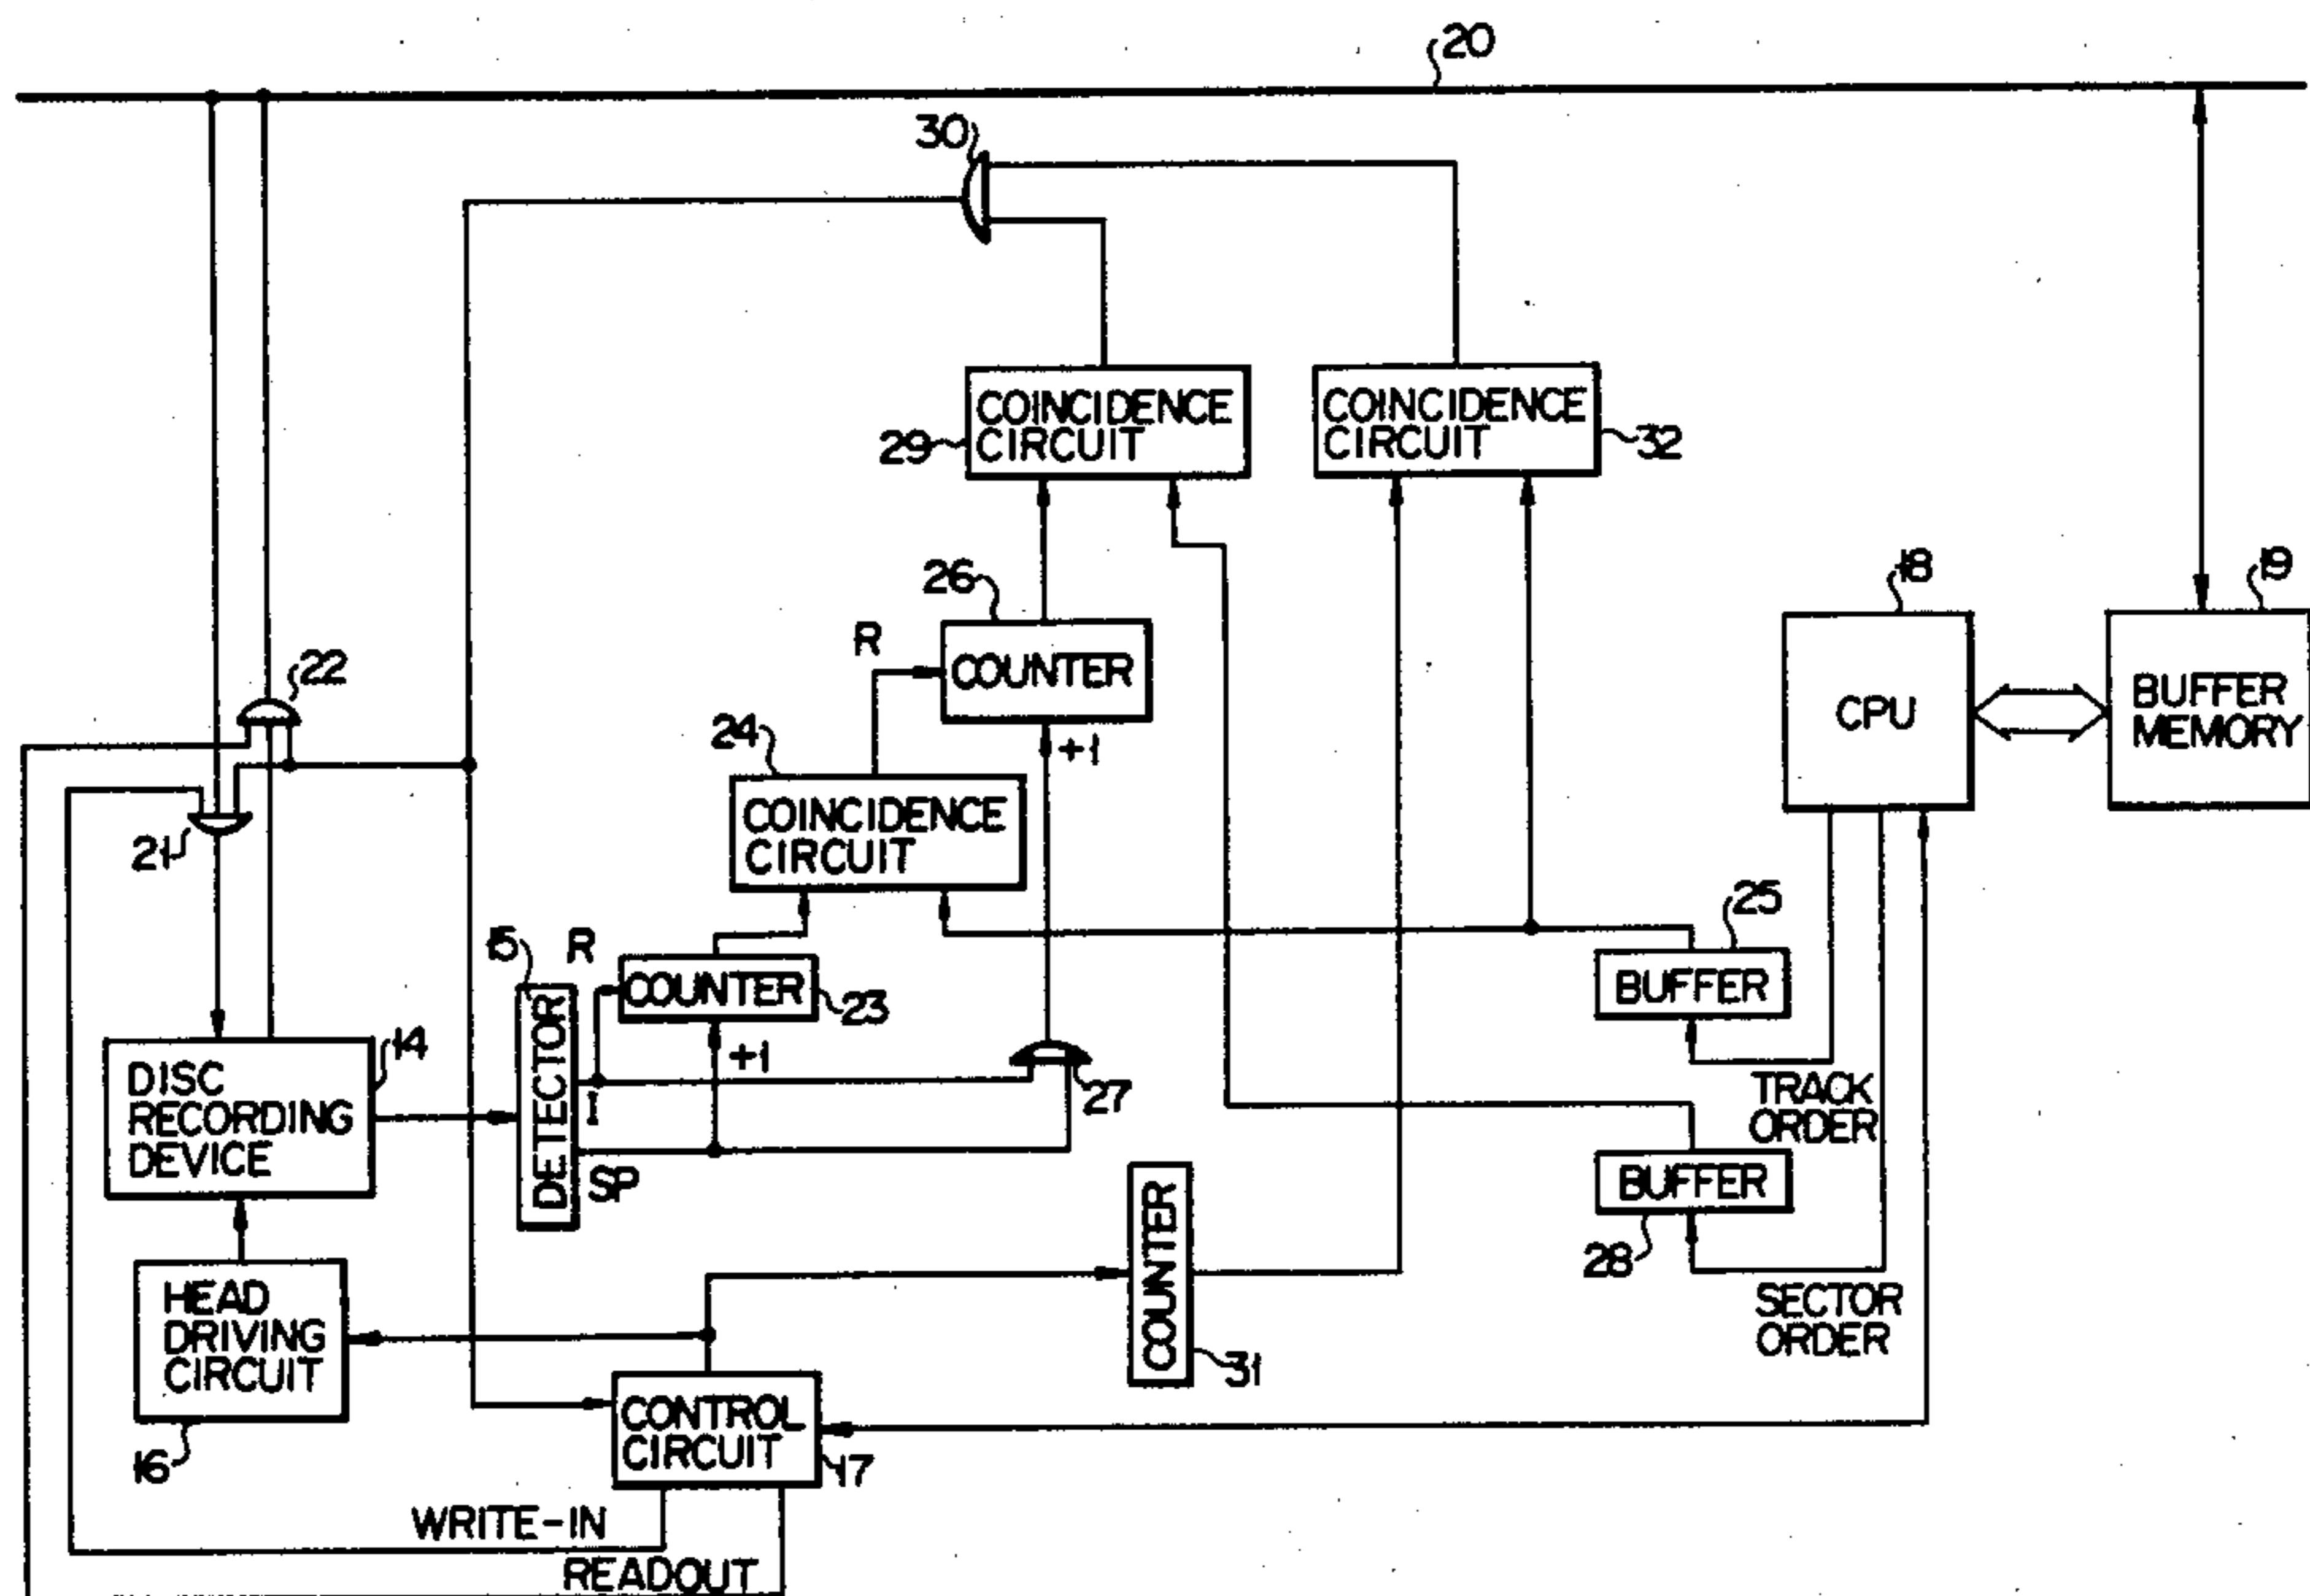 20
30
COINCIDENCE
CIRCUIT
29
COINCIDENCE
CIRCUIT
32
26
R
COUNTER
+1
18
CPU
19
BUFFER
MEMORY
22
24
COINCIDENCE
CIRCUIT
21
25
BUFFER
15
R
COUNTER
23
DETECTOR
+1
I
SP
27
14
DISC
RECORDING
DEVICE
TRACK
ORDER
BUFFER
28
SECTOR
ORDER
COUNTER
31
HEAD
DRIVING
CIRCUIT
16
CONTROL
CIRCUIT
17
WRITE-IN
READOUT